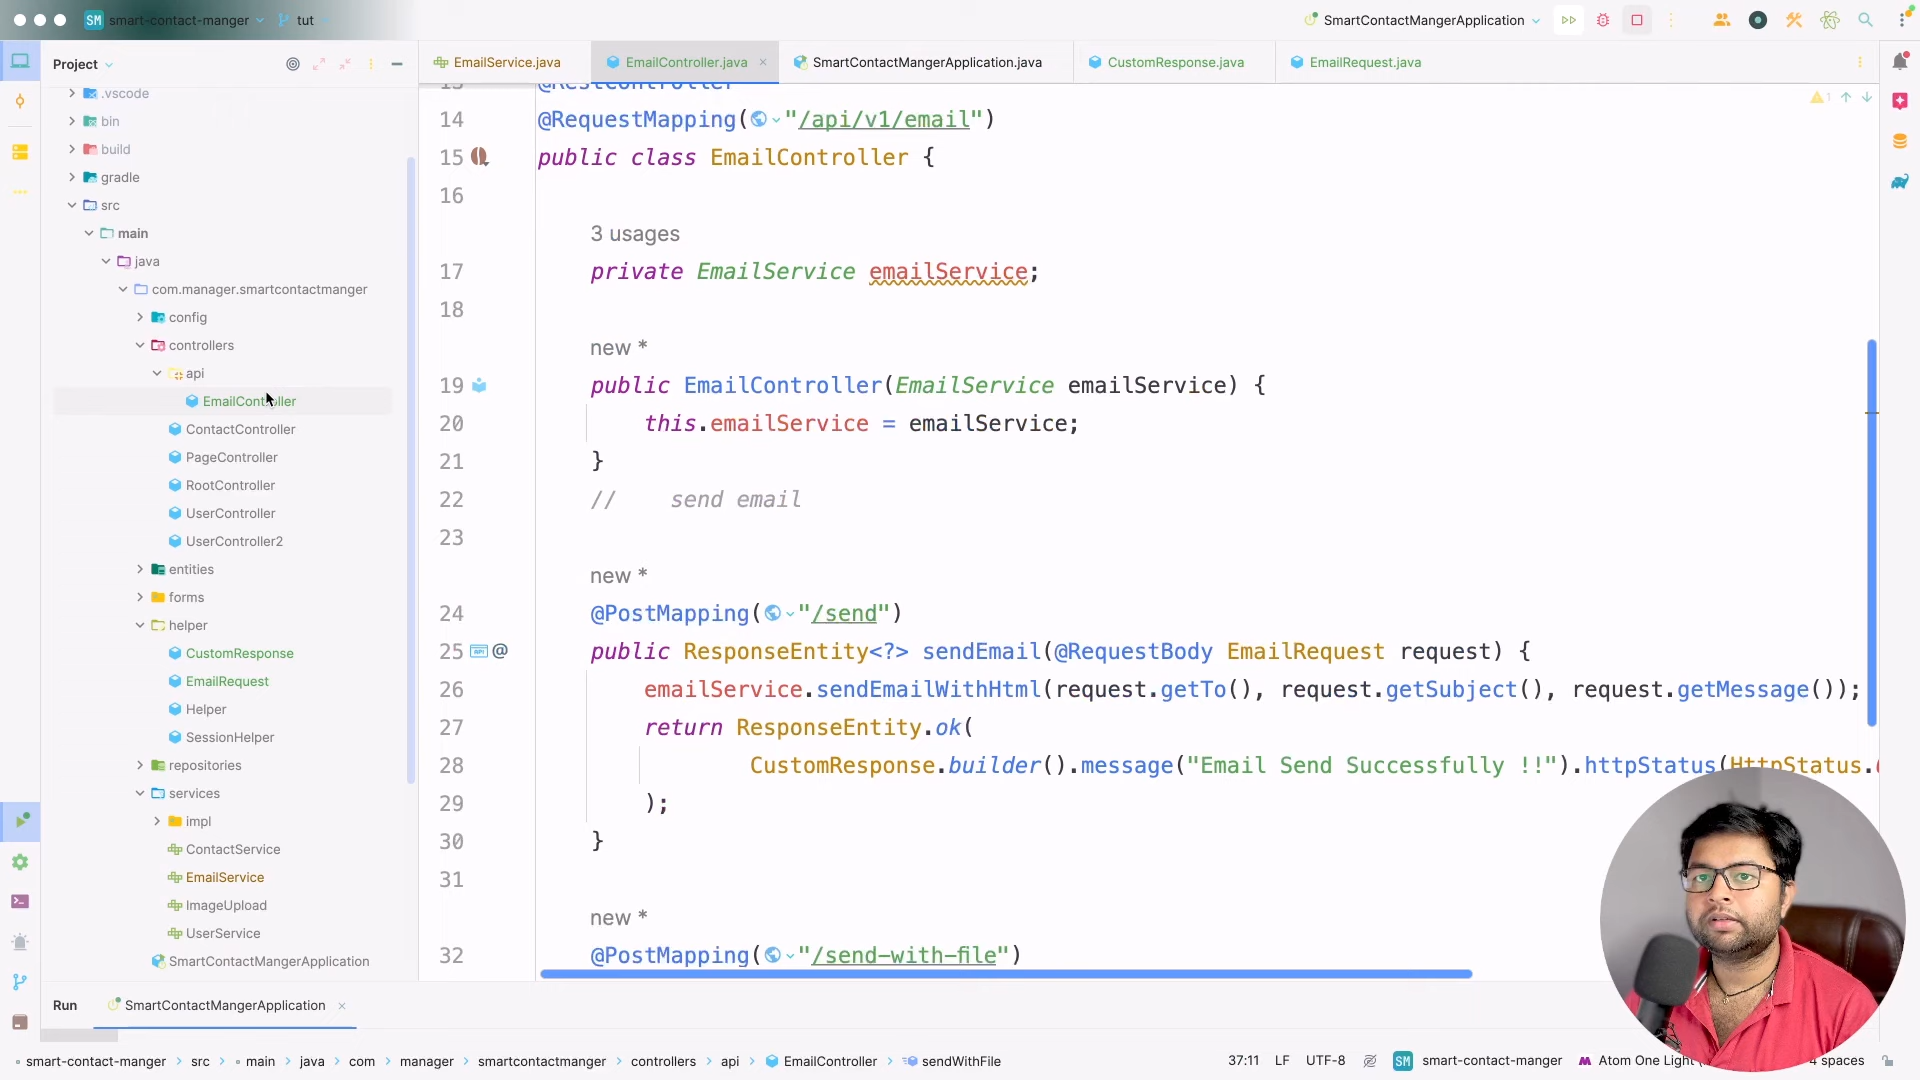 SM smart-contact-manger tut
SmartContactMangerApplication
Project
EmailService.java
EmailController.java
SmartContactMangerApplication.java
CustomResponse.java
EmailRequest.java
.vscode
bin
build
gradle
src
main
java
com.manager.smartcontactmanger
config
controllers
api
EmailController
ContactController
PageController
RootController
UserController
UserController2
entities
forms
helper
CustomResponse
EmailRequest
Helper
SessionHelper
repositories
services
impl
ContactService
EmailService
ImageUpload
UserService
SmartContactMangerApplication
1
13 @RestController
14 @RequestMapping("/api/v1/email")
15 public class EmailController {
16
3 usages
17 private EmailService emailService;
18
new *
19 public EmailController(EmailService emailService) {
20 this.emailService = emailService;
21 }
22 // send email
23
new *
24 @PostMapping("/send")
25 public ResponseEntity<?> sendEmail(@RequestBody EmailRequest request) {
26 emailService.sendEmailWithHtml(request.getTo(), request.getSubject(), request.getMessage());
27 return ResponseEntity.ok(
28 CustomResponse.builder().message("Email Send Successfully !!").httpStatus(HttpStatus.
29 );
30 }
31
new *
32 @PostMapping("/send-with-file")
Run SmartContactMangerApplication
smart-contact-manger > src > main > java > com > manager > smartcontactmanger > controllers > api > EmailController > sendWithFile
37:11 LF UTF-8 SM smart-contact-manger Atom One Light 4 spaces